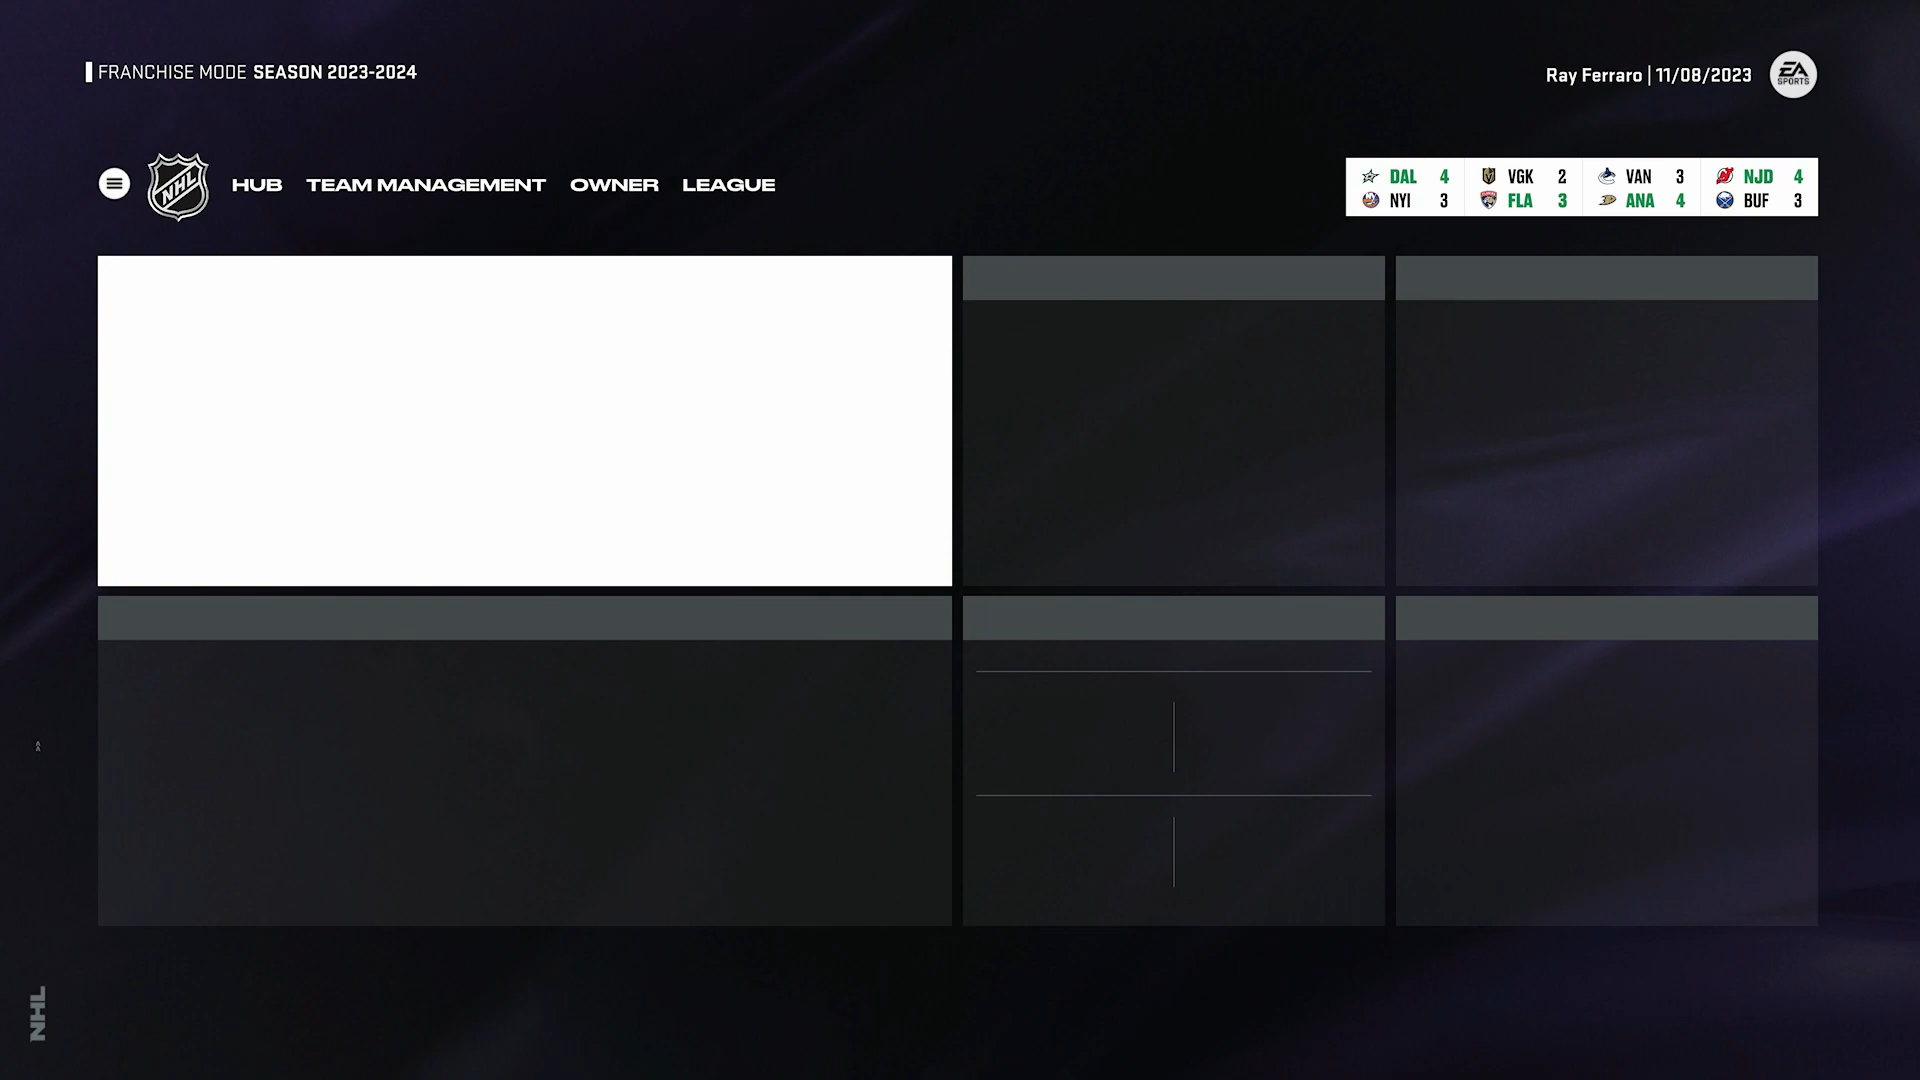 FRANCHISE MODE SEASON 2023-2024
Ray Ferraro | 11/08/2023
EA SPORTS
NHL
HUB TEAM MANAGEMENT OWNER LEAGUE
DAL 4 VGK 2 VAN 3 NJD 4
NYI 3 FLA 3 ANA 4 BUF 3
NHL